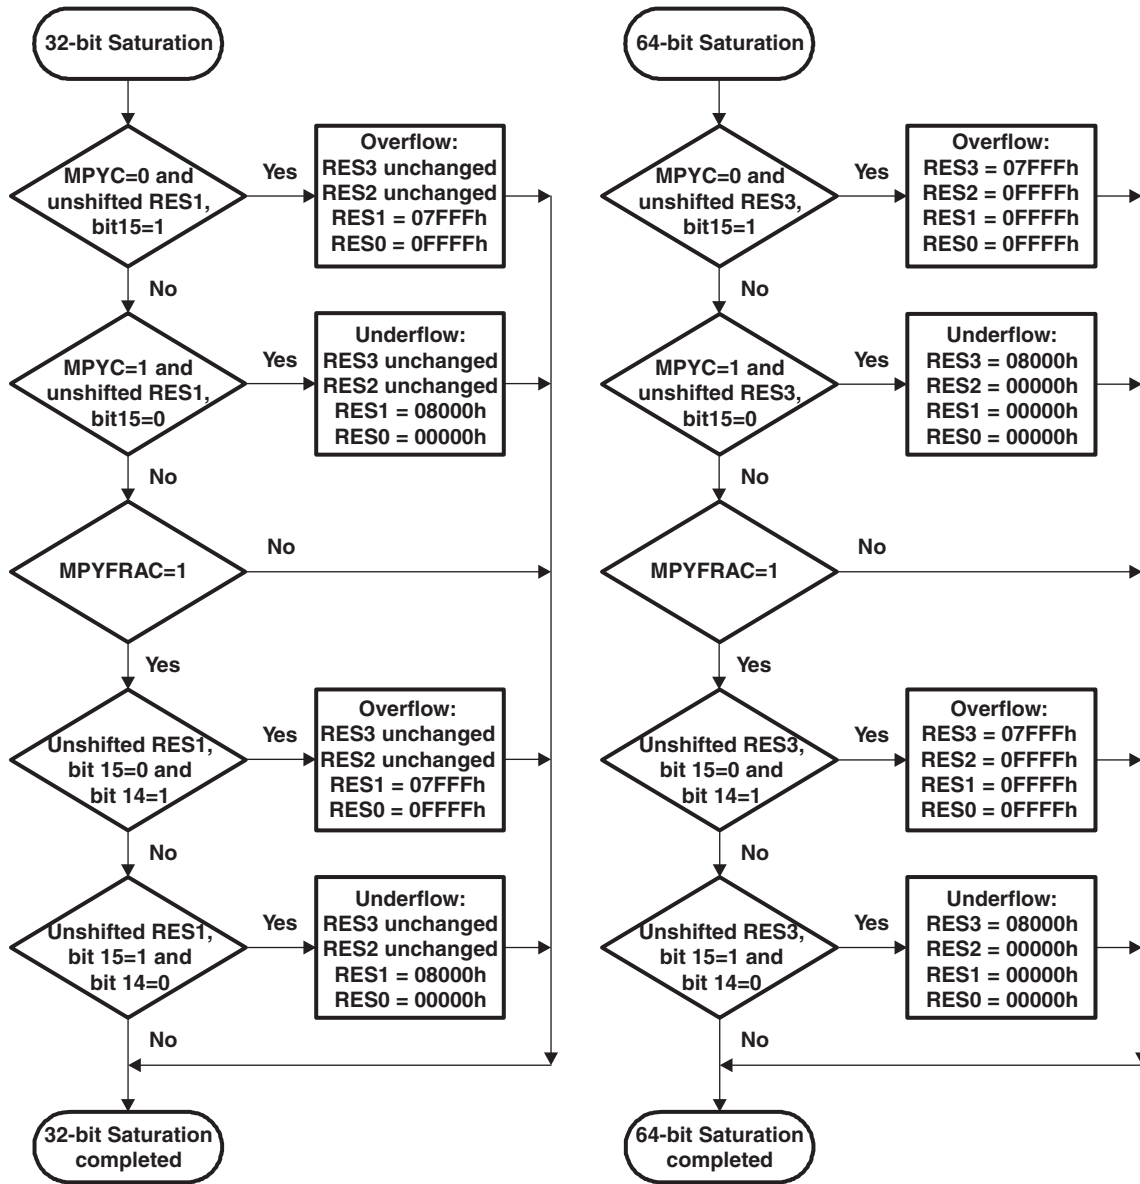 32-bit Saturation
MPYC=0 and
unshifted RES1,
bit15=1
Yes
Overflow:
RES3 unchanged
RES2 unchanged
RES1 = 07FFFh
RES0 = 0FFFFh
No
MPYC=1 and
unshifted RES1,
bit15=0
Yes
Underflow:
RES3 unchanged
RES2 unchanged
RES1 = 08000h
RES0 = 00000h
No
MPYFRAC=1
No
Yes
Unshifted RES1,
bit 15=0 and
bit 14=1
Yes
Overflow:
RES3 unchanged
RES2 unchanged
RES1 = 07FFFh
RES0 = 0FFFFh
No
Unshifted RES1,
bit 15=1 and
bit 14=0
Yes
Underflow:
RES3 unchanged
RES2 unchanged
RES1 = 08000h
RES0 = 00000h
No
32-bit Saturation
completed
64-bit Saturation
MPYC=0 and
unshifted RES3,
bit15=1
Yes
Overflow:
RES3 = 07FFFh
RES2 = 0FFFFh
RES1 = 0FFFFh
RES0 = 0FFFFh
No
MPYC=1 and
unshifted RES3,
bit15=0
Yes
Underflow:
RES3 = 08000h
RES2 = 00000h
RES1 = 00000h
RES0 = 00000h
No
MPYFRAC=1
No
Yes
Unshifted RES3,
bit 15=0 and
bit 14=1
Yes
Overflow:
RES3 = 07FFFh
RES2 = 0FFFFh
RES1 = 0FFFFh
RES0 = 0FFFFh
No
Unshifted RES3,
bit 15=1 and
bit 14=0
Yes
Underflow:
RES3 = 08000h
RES2 = 00000h
RES1 = 00000h
RES0 = 00000h
No
64-bit Saturation
completed